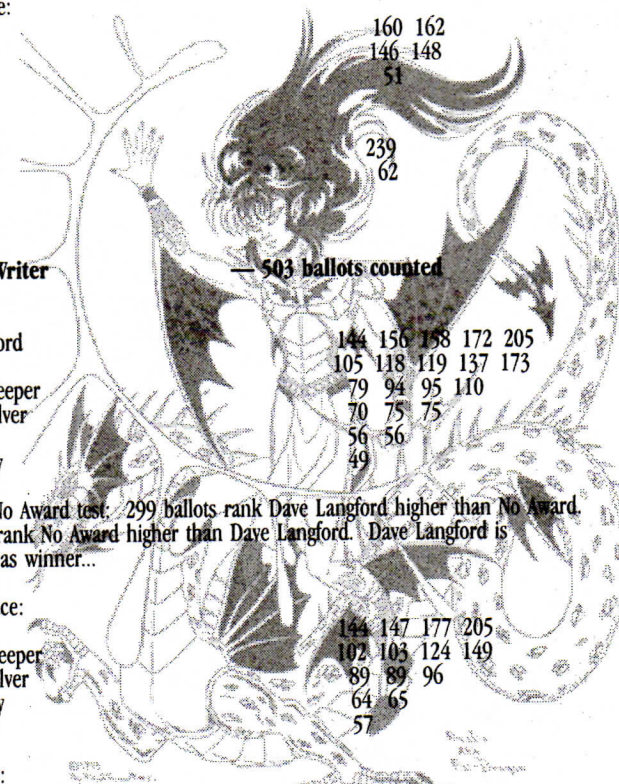 e:
160 162
146 148
51
239
62
Writer — 503 ballots counted
ord 144 156 158 172 205
105 118 119 137 173
eeper 79 94 95 110
lver 70 75 75
56 56
y 49
No Award test: 299 ballots rank Dave Langford higher than No Award.
rank No Award higher than Dave Langford. Dave Langford is
as winner...
ce:
144 147 177 205
eeper 102 103 124 149
lver 89 89 96
y 64 65
57
: